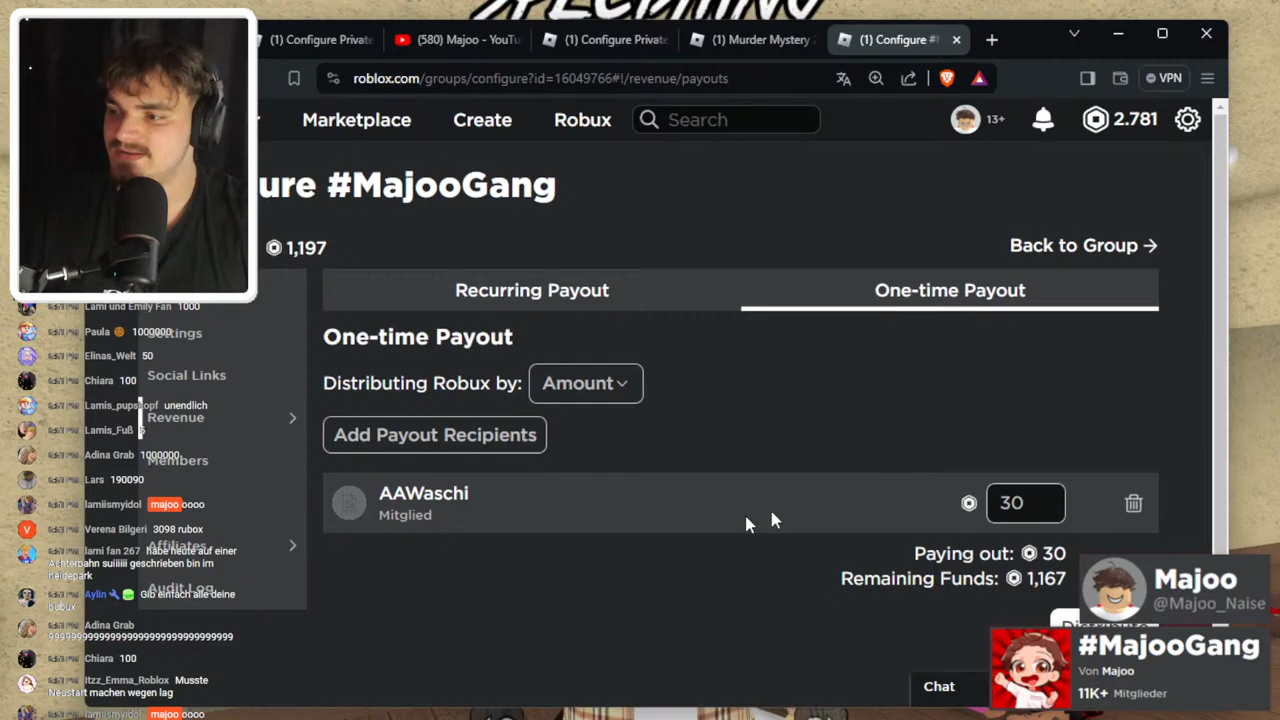 (1) Configure Private
(580) Majoo - YouTu
(1) Configure Private
(1) Murder Mystery 2
(1) Configure #
roblox.com/groups/configure?id=16049766#!/revenue/payouts
VPN
Marketplace
Create
Robux
Search
13+
2.781
ure #MajooGang
1,197
Back to Group
Recurring Payout
One-time Payout
One-time Payout
Distributing Robux by: Amount
Add Payout Recipients
AAWaschi
Mitglied
30
Paying out: 30
Remaining Funds: 1,167
Settings
Social Links
Revenue
Members
Affiliates
Audit Log
Lami und Emily Fan 1000
Paula 1000000
Elinas_Welt 50
Chiara 100
Lamis_pupskopf unendlich
Lamis_Fuß
Adina Grab 1000000
Lars 190090
lamiismyidol majoo oooo
Verena Bilgeri 3098 rubox
lami fan 267 habe heute auf einer
Achterbahn suiiiii geschrieben bin im
heidepark
Aylin Gib einfach alle deine
bubux
Adina Grab
Chiara 100
Itzz_Emma_Roblox Musste
Neustart machen wegen lag
lamiismyidol majoo
Chat
Majoo
@Majoo_Naise
#MajooGang
Von Majoo
11K+ Mitglieder